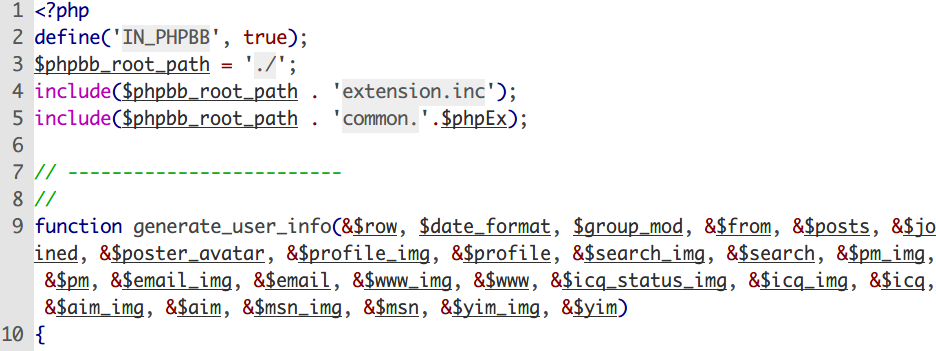 1 <?php
2 define('IN_PHPBB', true);
3 $phpbb_root_path = './';
4 include($phpbb_root_path . 'extension.inc');
5 include($phpbb_root_path . 'common.'.$phpEx);
6
7 // -------------------------
8 //
9 function generate_user_info(&$row, $date_format, $group_mod, &$from, &$posts, &$jo
ined, &$poster_avatar, &$profile_img, &$profile, &$search_img, &$search, &$pm_img,
&$pm, &$email_img, &$email, &$www_img, &$www, &$icq_status_img, &$icq_img, &$icq,
&$aim_img, &$aim, &$msn_img, &$msn, &$yim_img, &$yim)
10 {